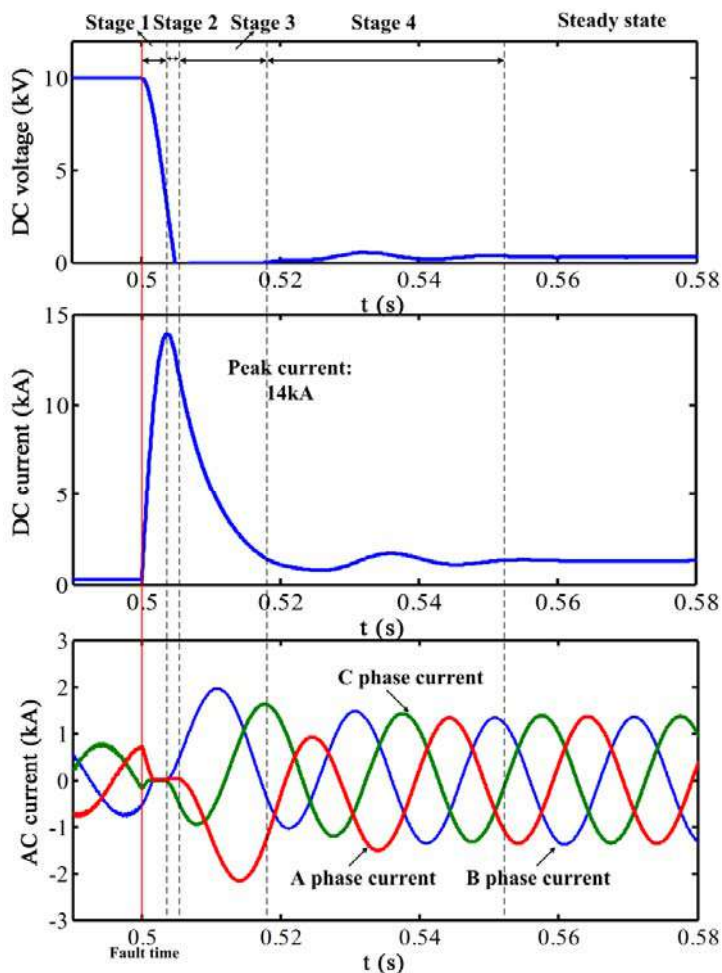 Stage 1 Stage 2 Stage 3 Stage 4 Steady state
10
5
0
DC voltage (kV)
0.5 0.52 0.54 0.56 0.58
t (s)
15
10
5
0
DC current (kA)
Peak current:
14kA
0.5 0.52 0.54 0.56 0.58
t (s)
3
2
1
0
-1
-2
-3
AC current (kA)
C phase current
A phase current B phase current
0.5 0.52 0.54 0.56 0.58
Fault time
t (s)